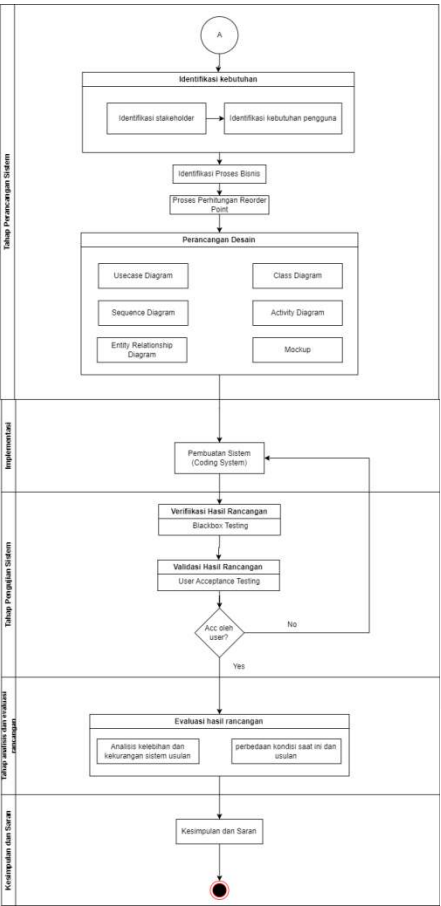 Tahap Perancangan Sistem
A
Identifikasi kebutuhan
Identifikasi stakeholder
Identifikasi kebutuhan pengguna
Identifikasi Proses Bisnis
Proses Perhitungan Reorder
Point
Perancangan Desain
Usecase Diagram
Class Diagram
Sequence Diagram
Activity Diagram
Entity Relationship
Diagram
Mockup
Implementasi
Pembuatan Sistem
(Coding System)
Tahap Pengujian Sistem
Verifikasi Hasil Rancangan
Blackbox Testing
Validasi Hasil Rancangan
User Acceptance Testing
Acc oleh
user?
No
Yes
Tahap analisis dan evaluasi
rancangan
Evaluasi hasil rancangan
Analisis kelebihan dan
kekurangan sistem usulan
perbedaan kondisi saat ini dan
usulan
Kesimpulan dan Saran
Kesimpulan dan Saran